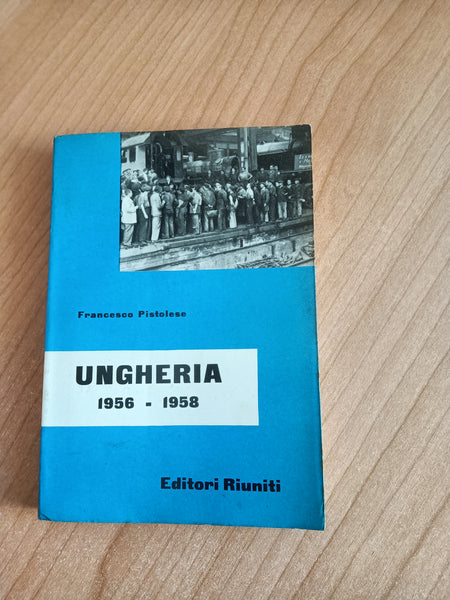 Francesco Pistolese
UNGHERIA
1956 - 1958
Editori Riuniti